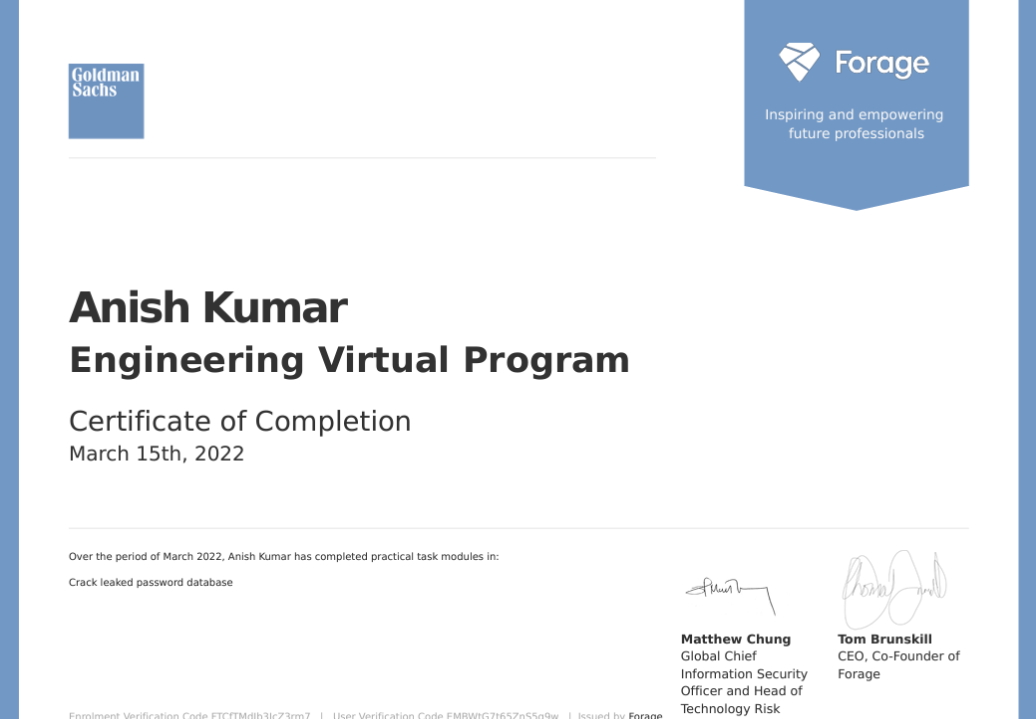 Goldman
Sachs
Forage
Inspiring and empowering
future professionals
Anish Kumar
Engineering Virtual Program
Certificate of Completion
March 15th, 2022
Over the period of March 2022, Anish Kumar has completed practical task modules in:
Crack leaked password database
Matthew Chung
Global Chief
Information Security
Officer and Head of
Technology Risk
Tom Brunskill
CEO, Co-Founder of
Forage
Enrolment Verification Code | User Verification Code | Issued by Forage